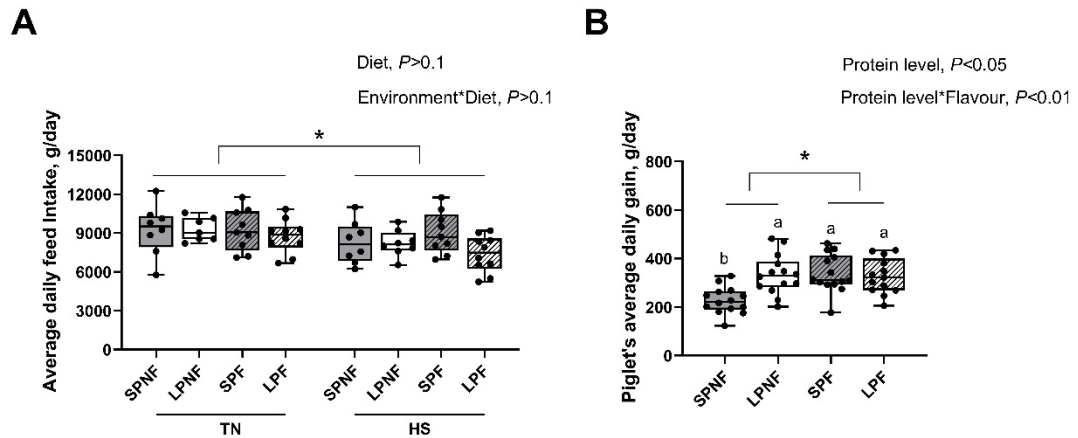 A
Diet, P>0.1
Environment*Diet, P>0.1
*
Average daily feed Intake, g/day
15000
12000
9000
6000
3000
0
SPNF
LPNF
SPF
LPF
SPNF
LPNF
SPF
LPF
TN
HS
B
Protein level, P<0.05
Protein level*Flavour, P<0.01
*
Piglet's average daily gain, g/day
800
600
400
200
0
b
a
a
a
SPNF
LPNF
SPF
LPF